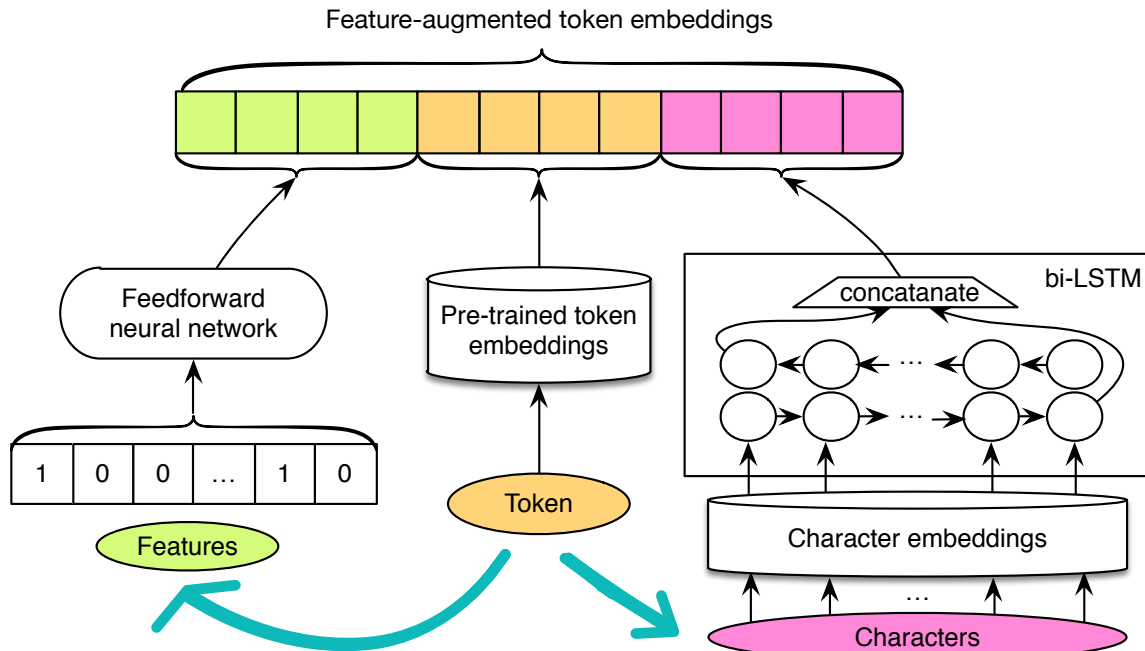 Feature-augmented token embeddings
bi-LSTM
concatanate
Feedforward
neural network
Pre-trained token
embeddings
...
...
1 0 0 ... 1 0
Token
Features
Character embeddings
...
Characters